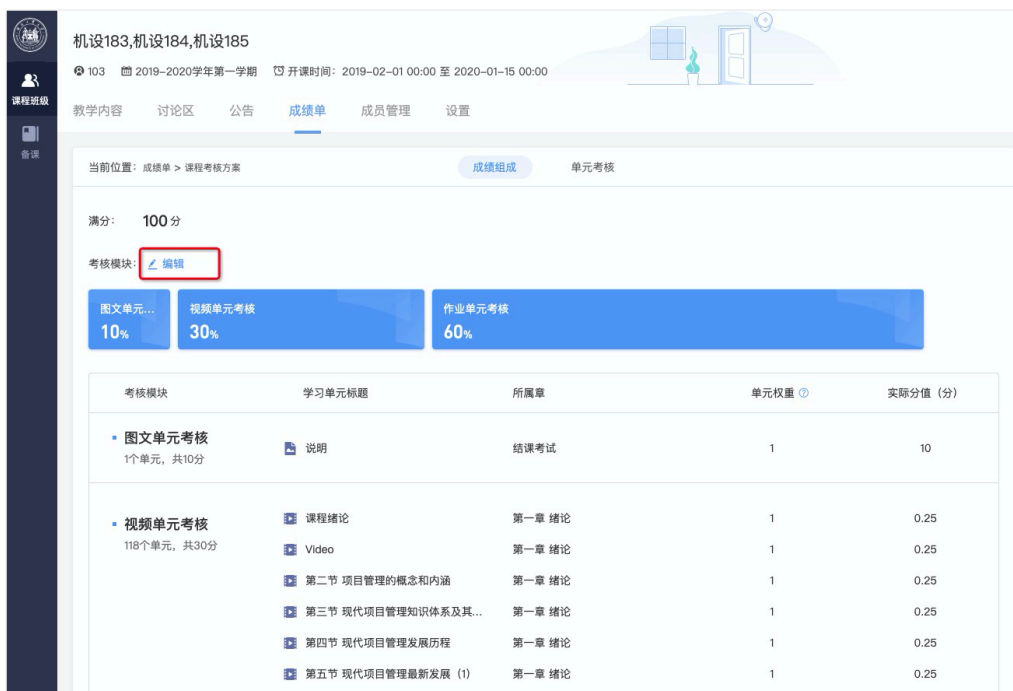 机设183,机设184,机设185
103 2019-2020学年第一学期 开课时间：2019-02-01 00:00 至 2020-01-15 00:00
课程班级
备课
教学内容 讨论区 公告 成绩单 成员管理 设置
当前位置：成绩单 > 课程考核方案 成绩组成 单元考核
满分： 100 分
考核模块： 编辑
图文单元... 视频单元考核 作业单元考核
10% 30% 60%
考核模块 学习单元标题 所属章 单元权重 ? 实际分值（分）
图文单元考核
1个单元，共10分
说明 结课考试 1 10
视频单元考核
118个单元，共30分
课程绪论 第一章 绪论 1 0.25
Video 第一章 绪论 1 0.25
第二节 项目管理的概念和内涵 第一章 绪论 1 0.25
第三节 现代项目管理知识体系及其... 第一章 绪论 1 0.25
第四节 现代项目管理发展历程 第一章 绪论 1 0.25
第五节 现代项目管理最新发展（1） 第一章 绪论 1 0.25